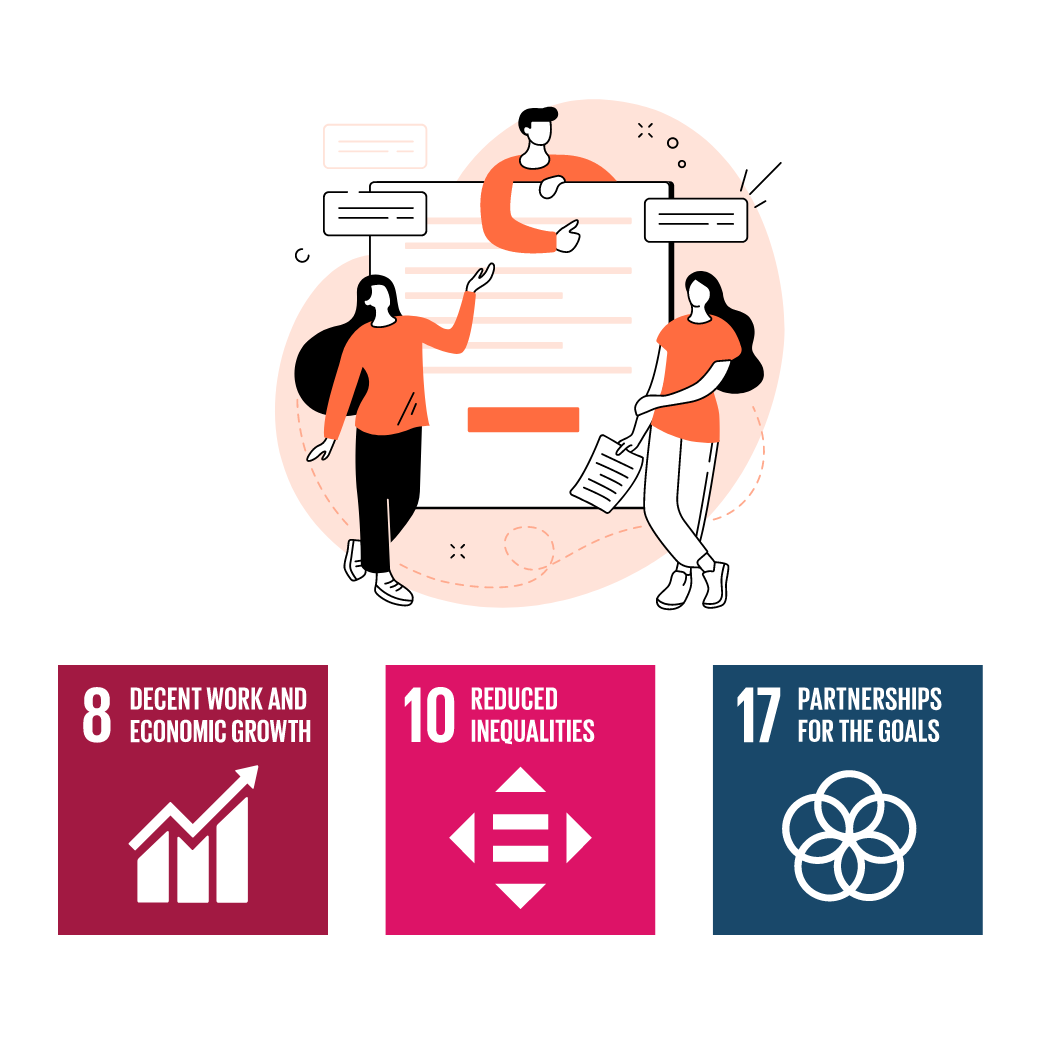 8 DECENT WORK AND
ECONOMIC GROWTH
10 REDUCED
INEQUALITIES
17 PARTNERSHIPS
FOR THE GOALS